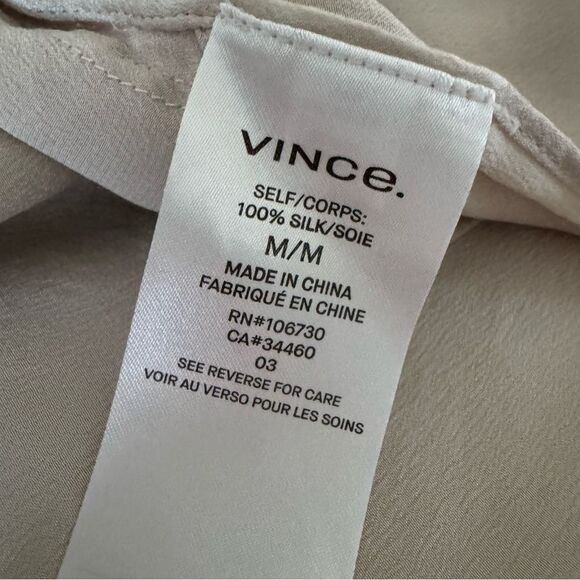 VINCe.
SELF/CORPS:
100% SILK/SOIE
M/M
MADE IN CHINA
FABRIQUÉ EN CHINE
RN#106730
CA#34460
03
SEE REVERSE FOR CARE
VOIR AU VERSO POUR LES SOINS